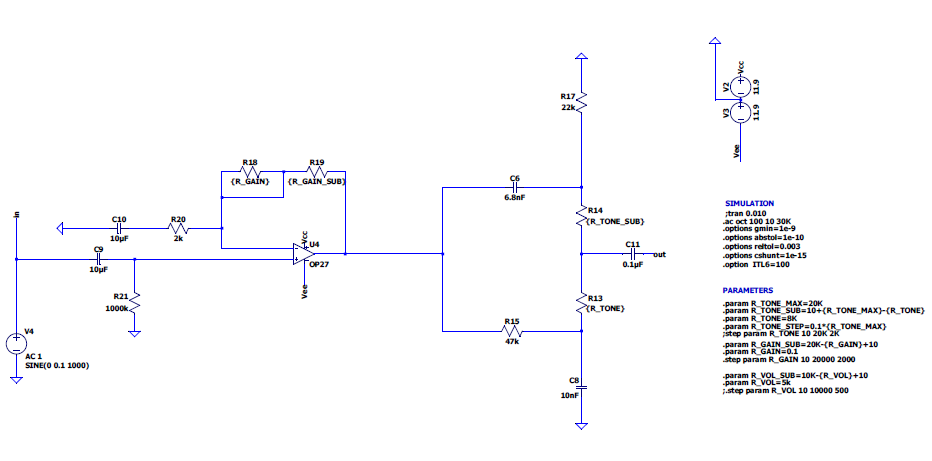 R17
22k
Vcc
V2
11.9
V3
11.9
Vee
R18
{R_GAIN}
R19
{R_GAIN_SUB}
C6
6.8nF
in
C10
10µF
R20
2k
R14
{R_TONE_SUB}
C9
10µF
Vcc
U4
OP27
Vee
C11
0.1µF
out
R21
1000k
R13
{R_TONE}
R15
47k
V4
AC 1
SINE(0 0.1 1000)
C8
10nF
SIMULATION
;tran 0.010
.ac oct 100 10 30K
.options gmin=1e-9
.options abstol=1e-10
.options reltol=0.003
.options cshunt=1e-15
.option ITL6=100
PARAMETERS
.param R_TONE_MAX=20K
.param R_TONE_SUB=10+{R_TONE_MAX}-{R_TONE}
.param R_TONE=8K
.param R_TONE_STEP=0.1*{R_TONE_MAX}
;step param R_TONE 10 20K 2K
.param R_GAIN_SUB=20K-{R_GAIN}+10
.param R_GAIN=0.1
.step param R_GAIN 10 20000 2000
.param R_VOL_SUB=10K-{R_VOL}+10
.param R_VOL=5k
;.step param R_VOL 10 10000 500